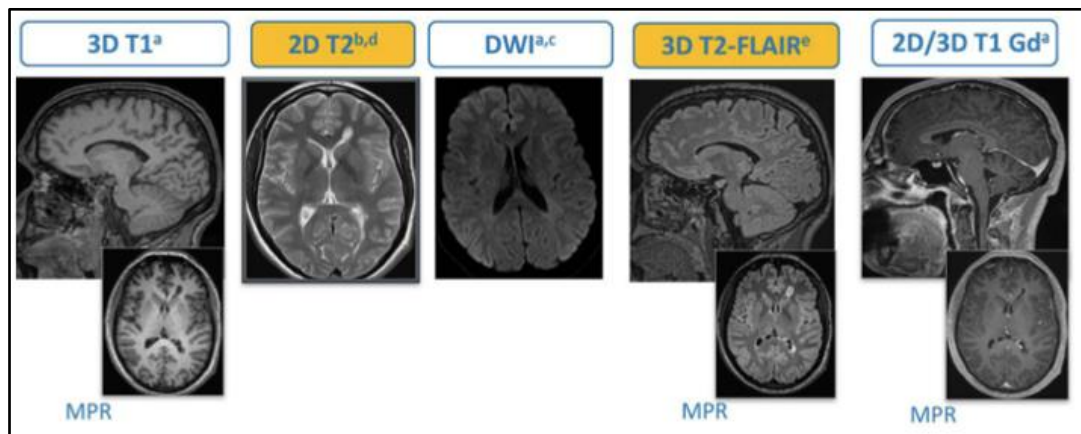 3D T1ᵃ
2D T2ᵇ,ᵈ
DWIᵃ,ᶜ
3D T2-FLAIRᵉ
2D/3D T1 Gdᵃ
MPR
MPR
MPR